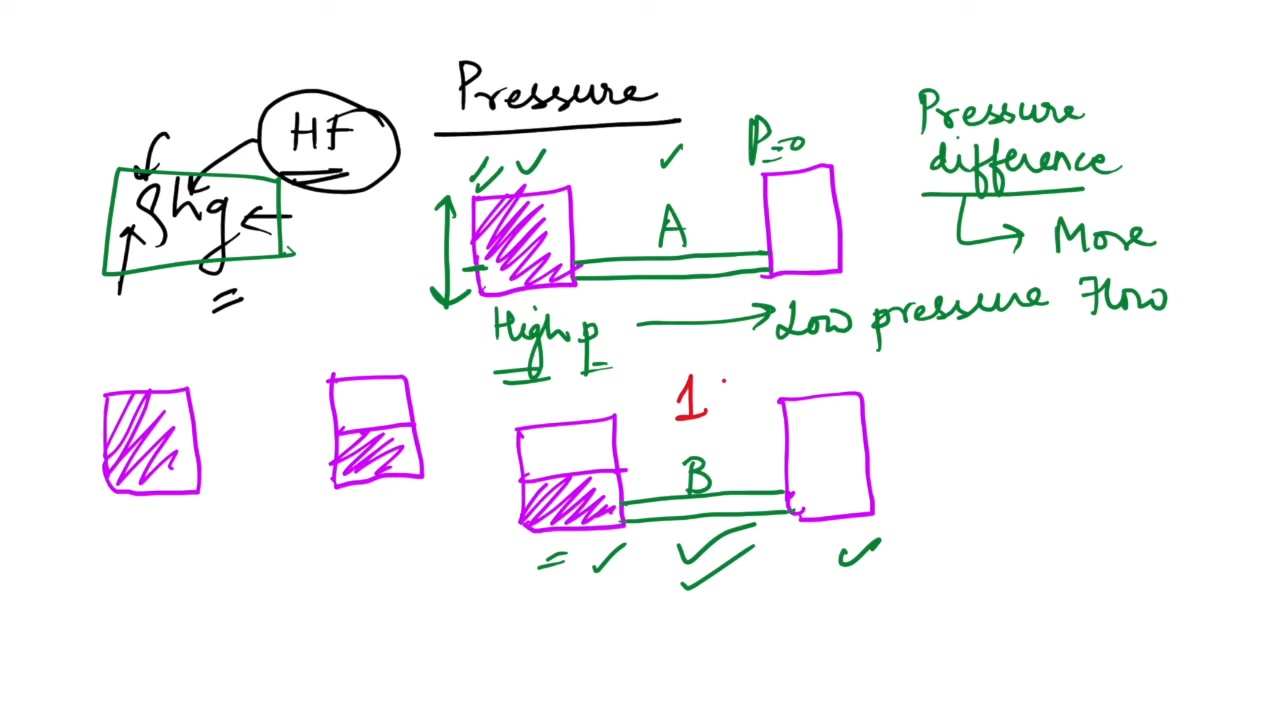 Pressure
HF
ρhg
P=0
A
Pressure
difference
More
Flow
High p → Low pressure
1
B